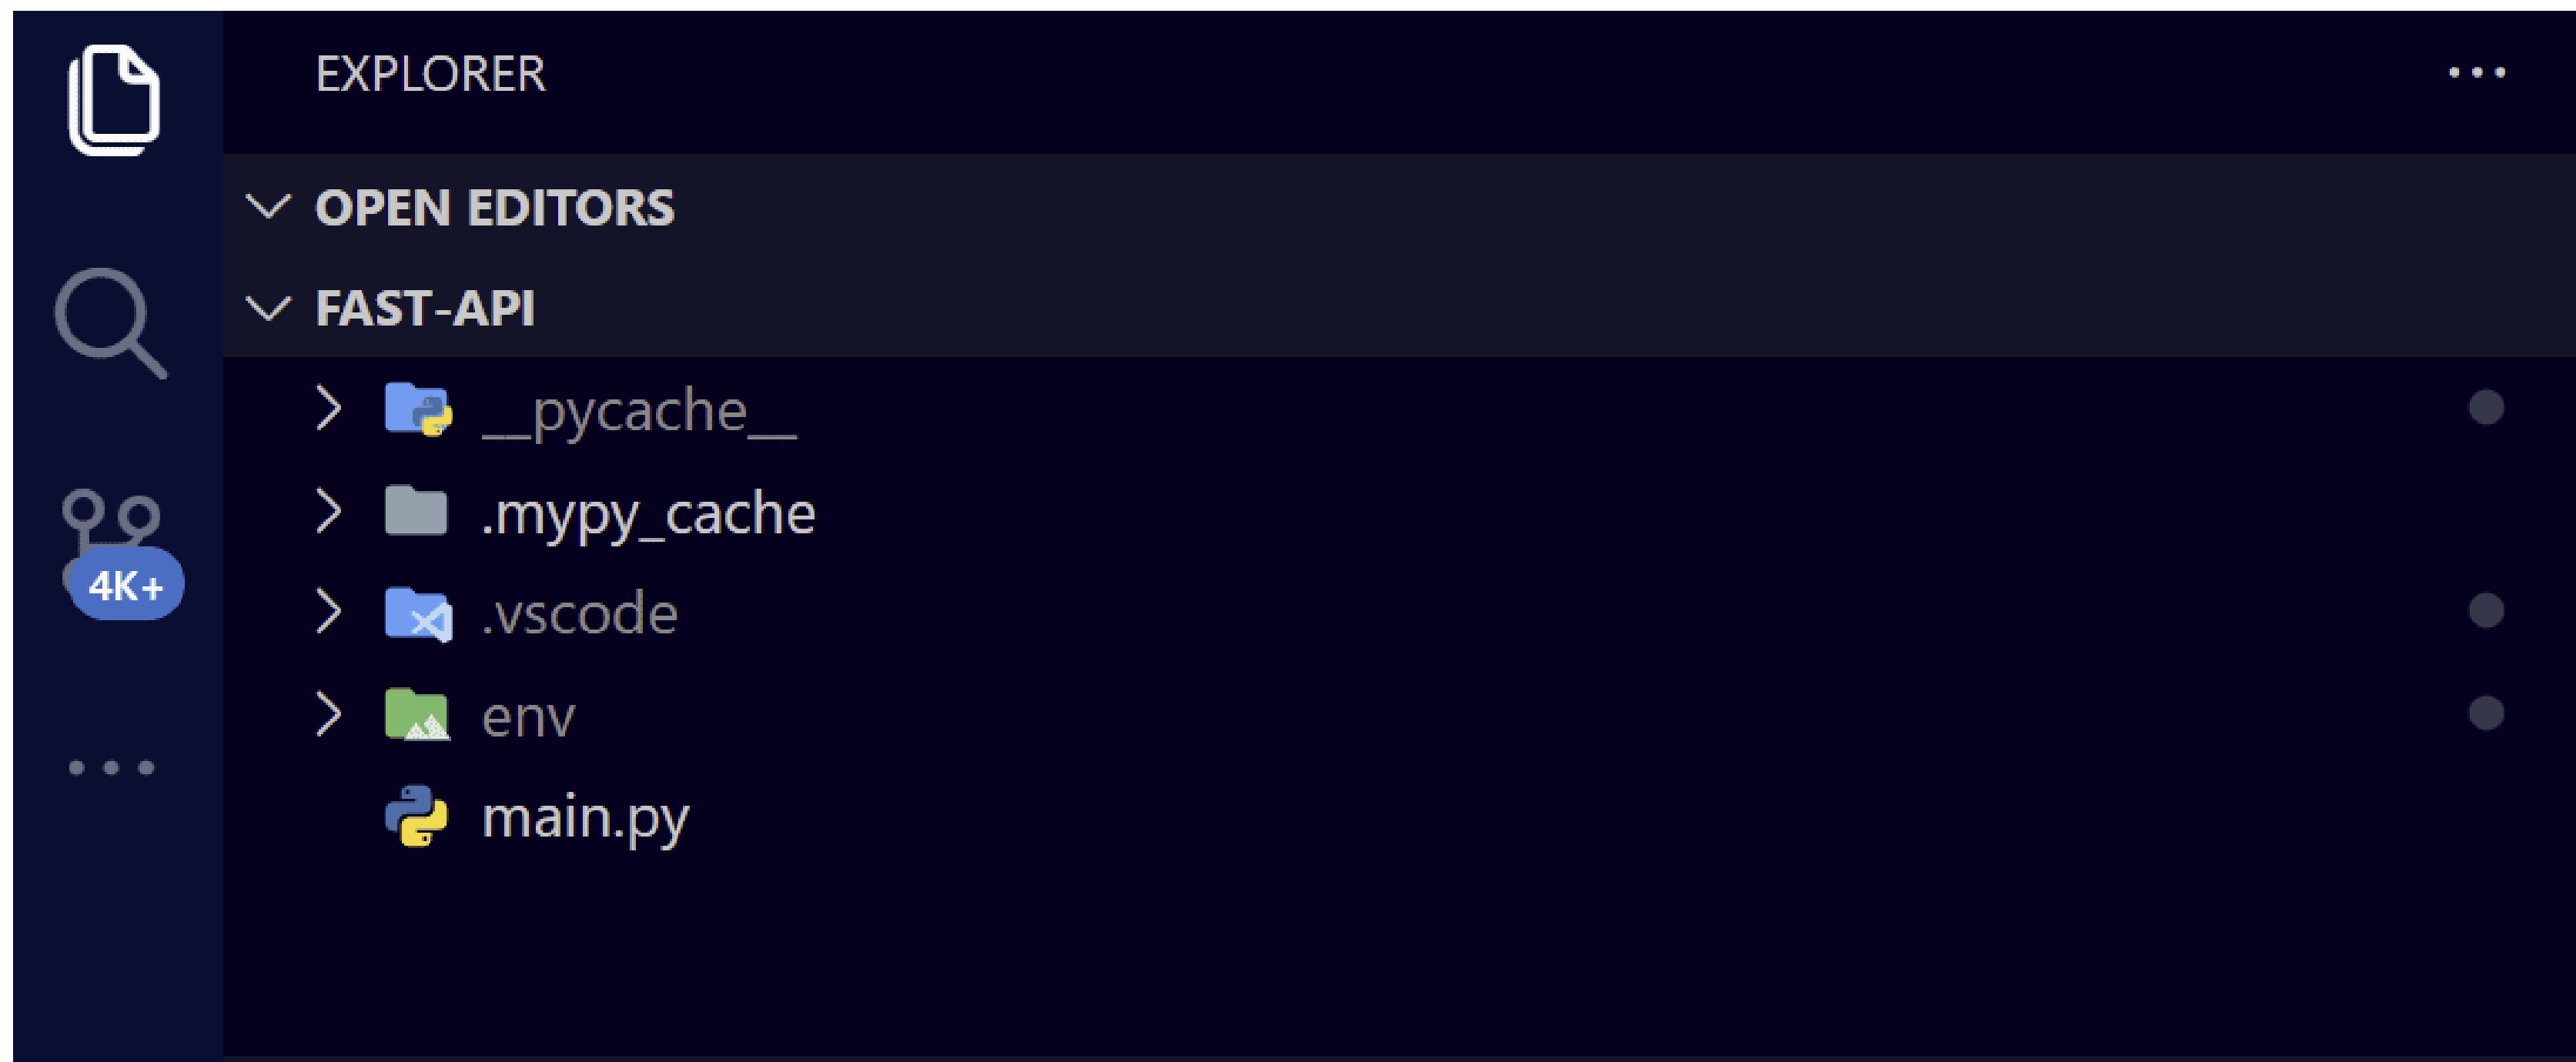 EXPLORER
OPEN EDITORS
FAST-API
__pycache__
.mypy_cache
4K+
.vscode
env
main.py